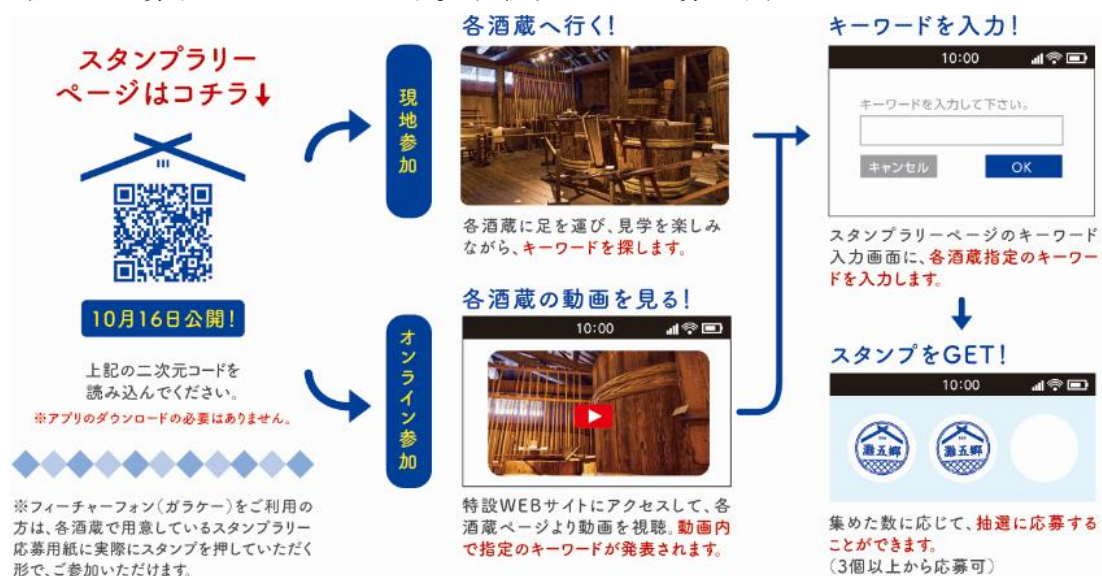 スタンプラリー
ページはコチラ↓
10月16日公開!
上記の二次元コードを
読み込んでください。
※アプリのダウンロードの必要はありません。
※フィーチャーフォン(ガラケー)をご利用の
方は、各酒蔵で用意しているスタンプラリー
応募用紙に実際にスタンプを押していただく
形で、ご参加いただけます。
現地参加
各酒蔵へ行く!
各酒蔵に足を運び、見学を楽しみ
ながら、キーワードを探します。
オンライン参加
各酒蔵の動画を見る!
10:00
特設WEBサイトにアクセスして、各
酒蔵ページより動画を視聴。動画内
で指定のキーワードが発表されます。
キーワードを入力!
10:00
キーワードを入力して下さい。
キャンセル
OK
スタンプラリーページのキーワード
入力画面に、各酒蔵指定のキーワー
ドを入力します。
スタンプをGET!
10:00
灘五郷
灘五郷
集めた数に応じて、抽選に応募する
ことができます。
(3個以上から応募可)